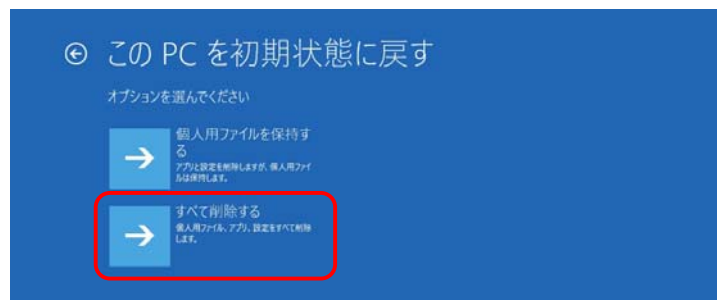 この PC を初期状態に戻す
オプションを選んでください
個人用ファイルを保持す
る
アプリと設定を削除しますが、個人用ファイ
ルは保持します。
すべて削除する
個人用ファイル、アプリ、設定をすべて削除
します。